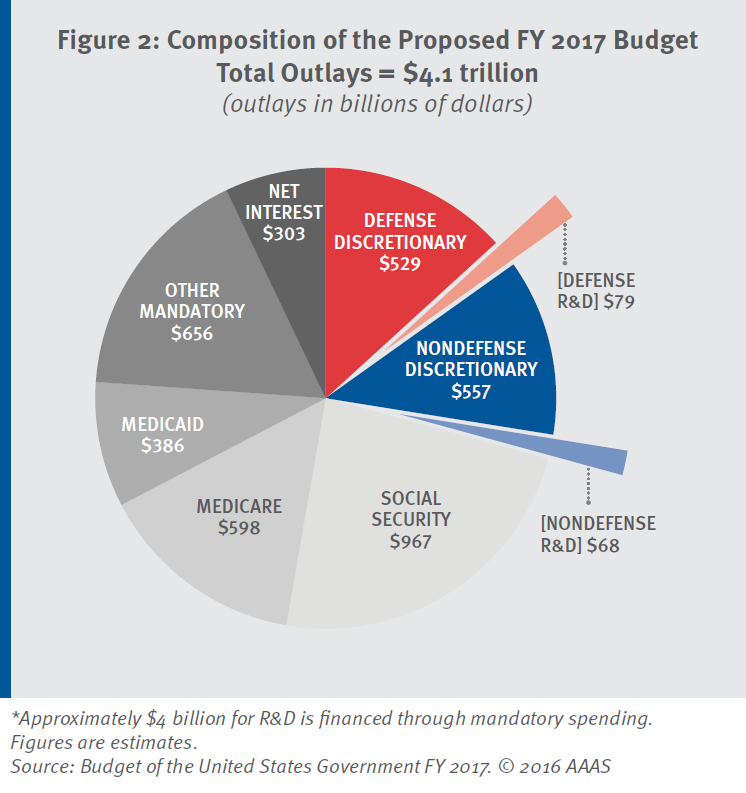 Figure 2: Composition of the Proposed FY 2017 Budget
Total Outlays = $4.1 trillion
(outlays in billions of dollars)
NET
INTEREST
$303
DEFENSE
DISCRETIONARY
$529
[DEFENSE
R&D] $79
OTHER
MANDATORY
$656
NONDEFENSE
DISCRETIONARY
$557
MEDICAID
$386
MEDICARE
$598
SOCIAL
SECURITY
$967
[NONDEFENSE
R&D] $68
*Approximately $4 billion for R&D is financed through mandatory spending.
Figures are estimates.
Source: Budget of the United States Government FY 2017. © 2016 AAAS